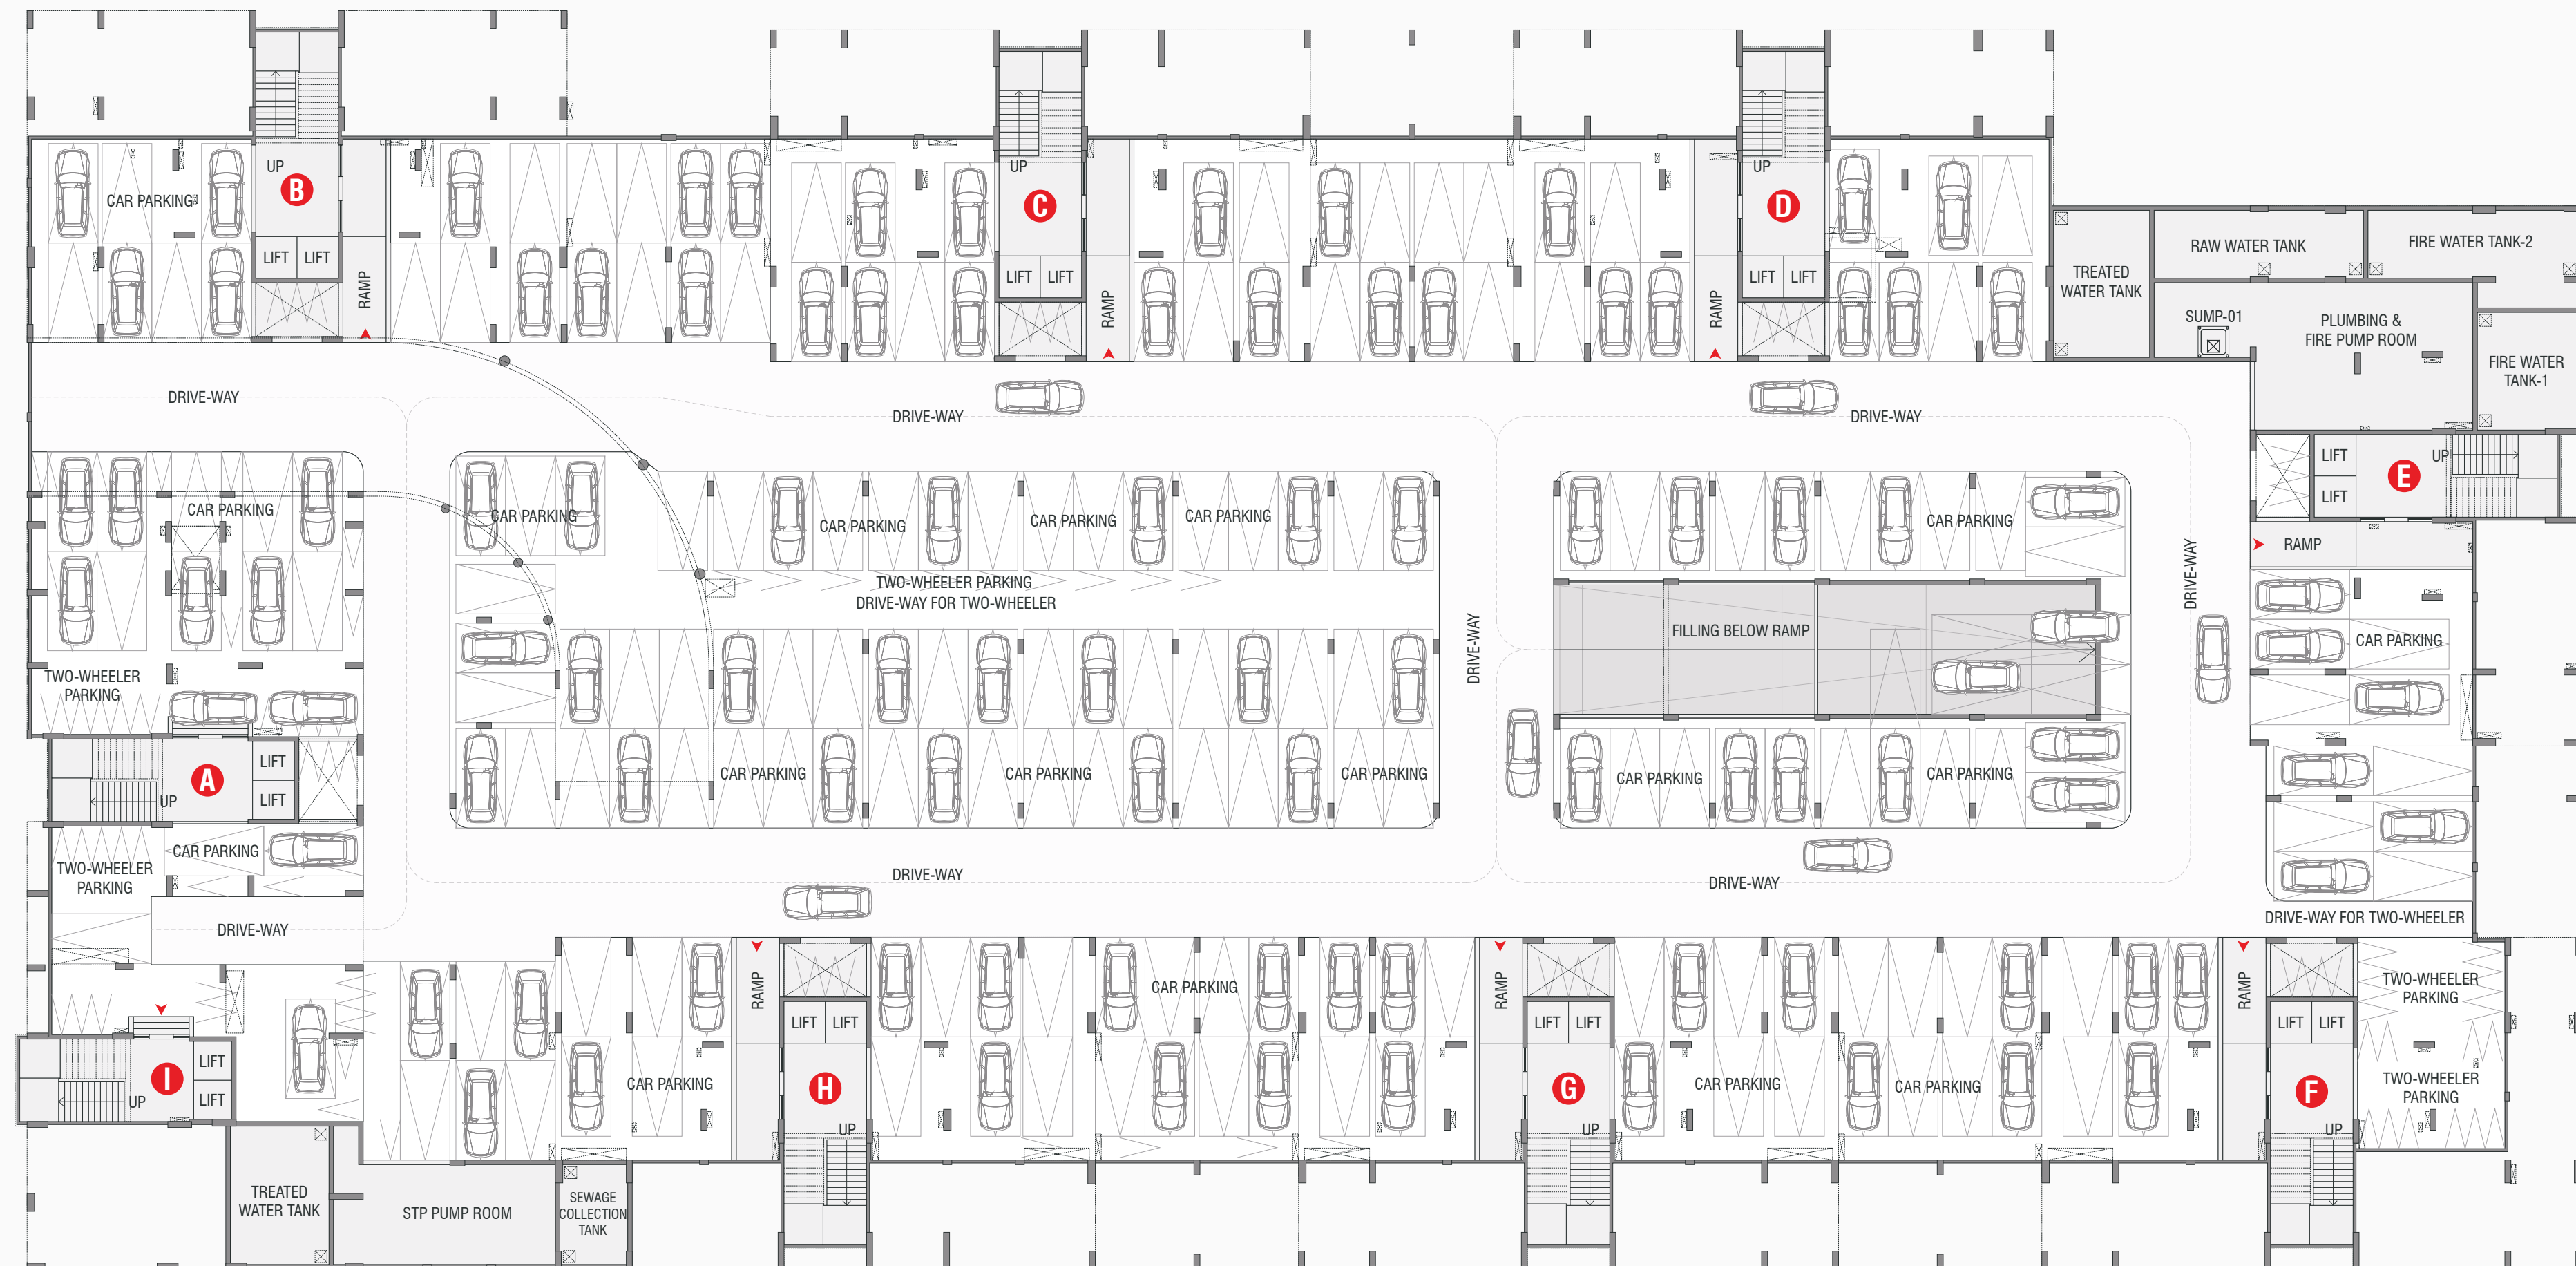 UP
B
CAR PARKING
LIFT
LIFT
RAMP
UP
C
LIFT
LIFT
RAMP
UP
D
LIFT
LIFT
RAMP
TREATED
WATER TANK
RAW WATER TANK
FIRE WATER TANK-2
SUMP-01
PLUMBING &
FIRE PUMP ROOM
FIRE WATER
TANK-1
DRIVE-WAY
DRIVE-WAY
DRIVE-WAY
LIFT
LIFT
E
UP
RAMP
CAR PARKING
CAR PARKING
CAR PARKING
CAR PARKING
CAR PARKING
CAR PARKING
TWO-WHEELER PARKING
DRIVE-WAY FOR TWO-WHEELER
DRIVE-WAY
DRIVE-WAY
FILLING BELOW RAMP
CAR PARKING
TWO-WHEELER
PARKING
LIFT
LIFT
A
UP
CAR PARKING
CAR PARKING
CAR PARKING
CAR PARKING
CAR PARKING
CAR PARKING
TWO-WHEELER
PARKING
DRIVE-WAY
DRIVE-WAY
DRIVE-WAY
DRIVE-WAY FOR TWO-WHEELER
RAMP
LIFT
LIFT
CAR PARKING
RAMP
LIFT
LIFT
RAMP
LIFT
LIFT
TWO-WHEELER
PARKING
I
LIFT
LIFT
UP
CAR PARKING
H
UP
G
UP
CAR PARKING
CAR PARKING
F
UP
TWO-WHEELER
PARKING
TREATED
WATER TANK
STP PUMP ROOM
SEWAGE
COLLECTION
TANK